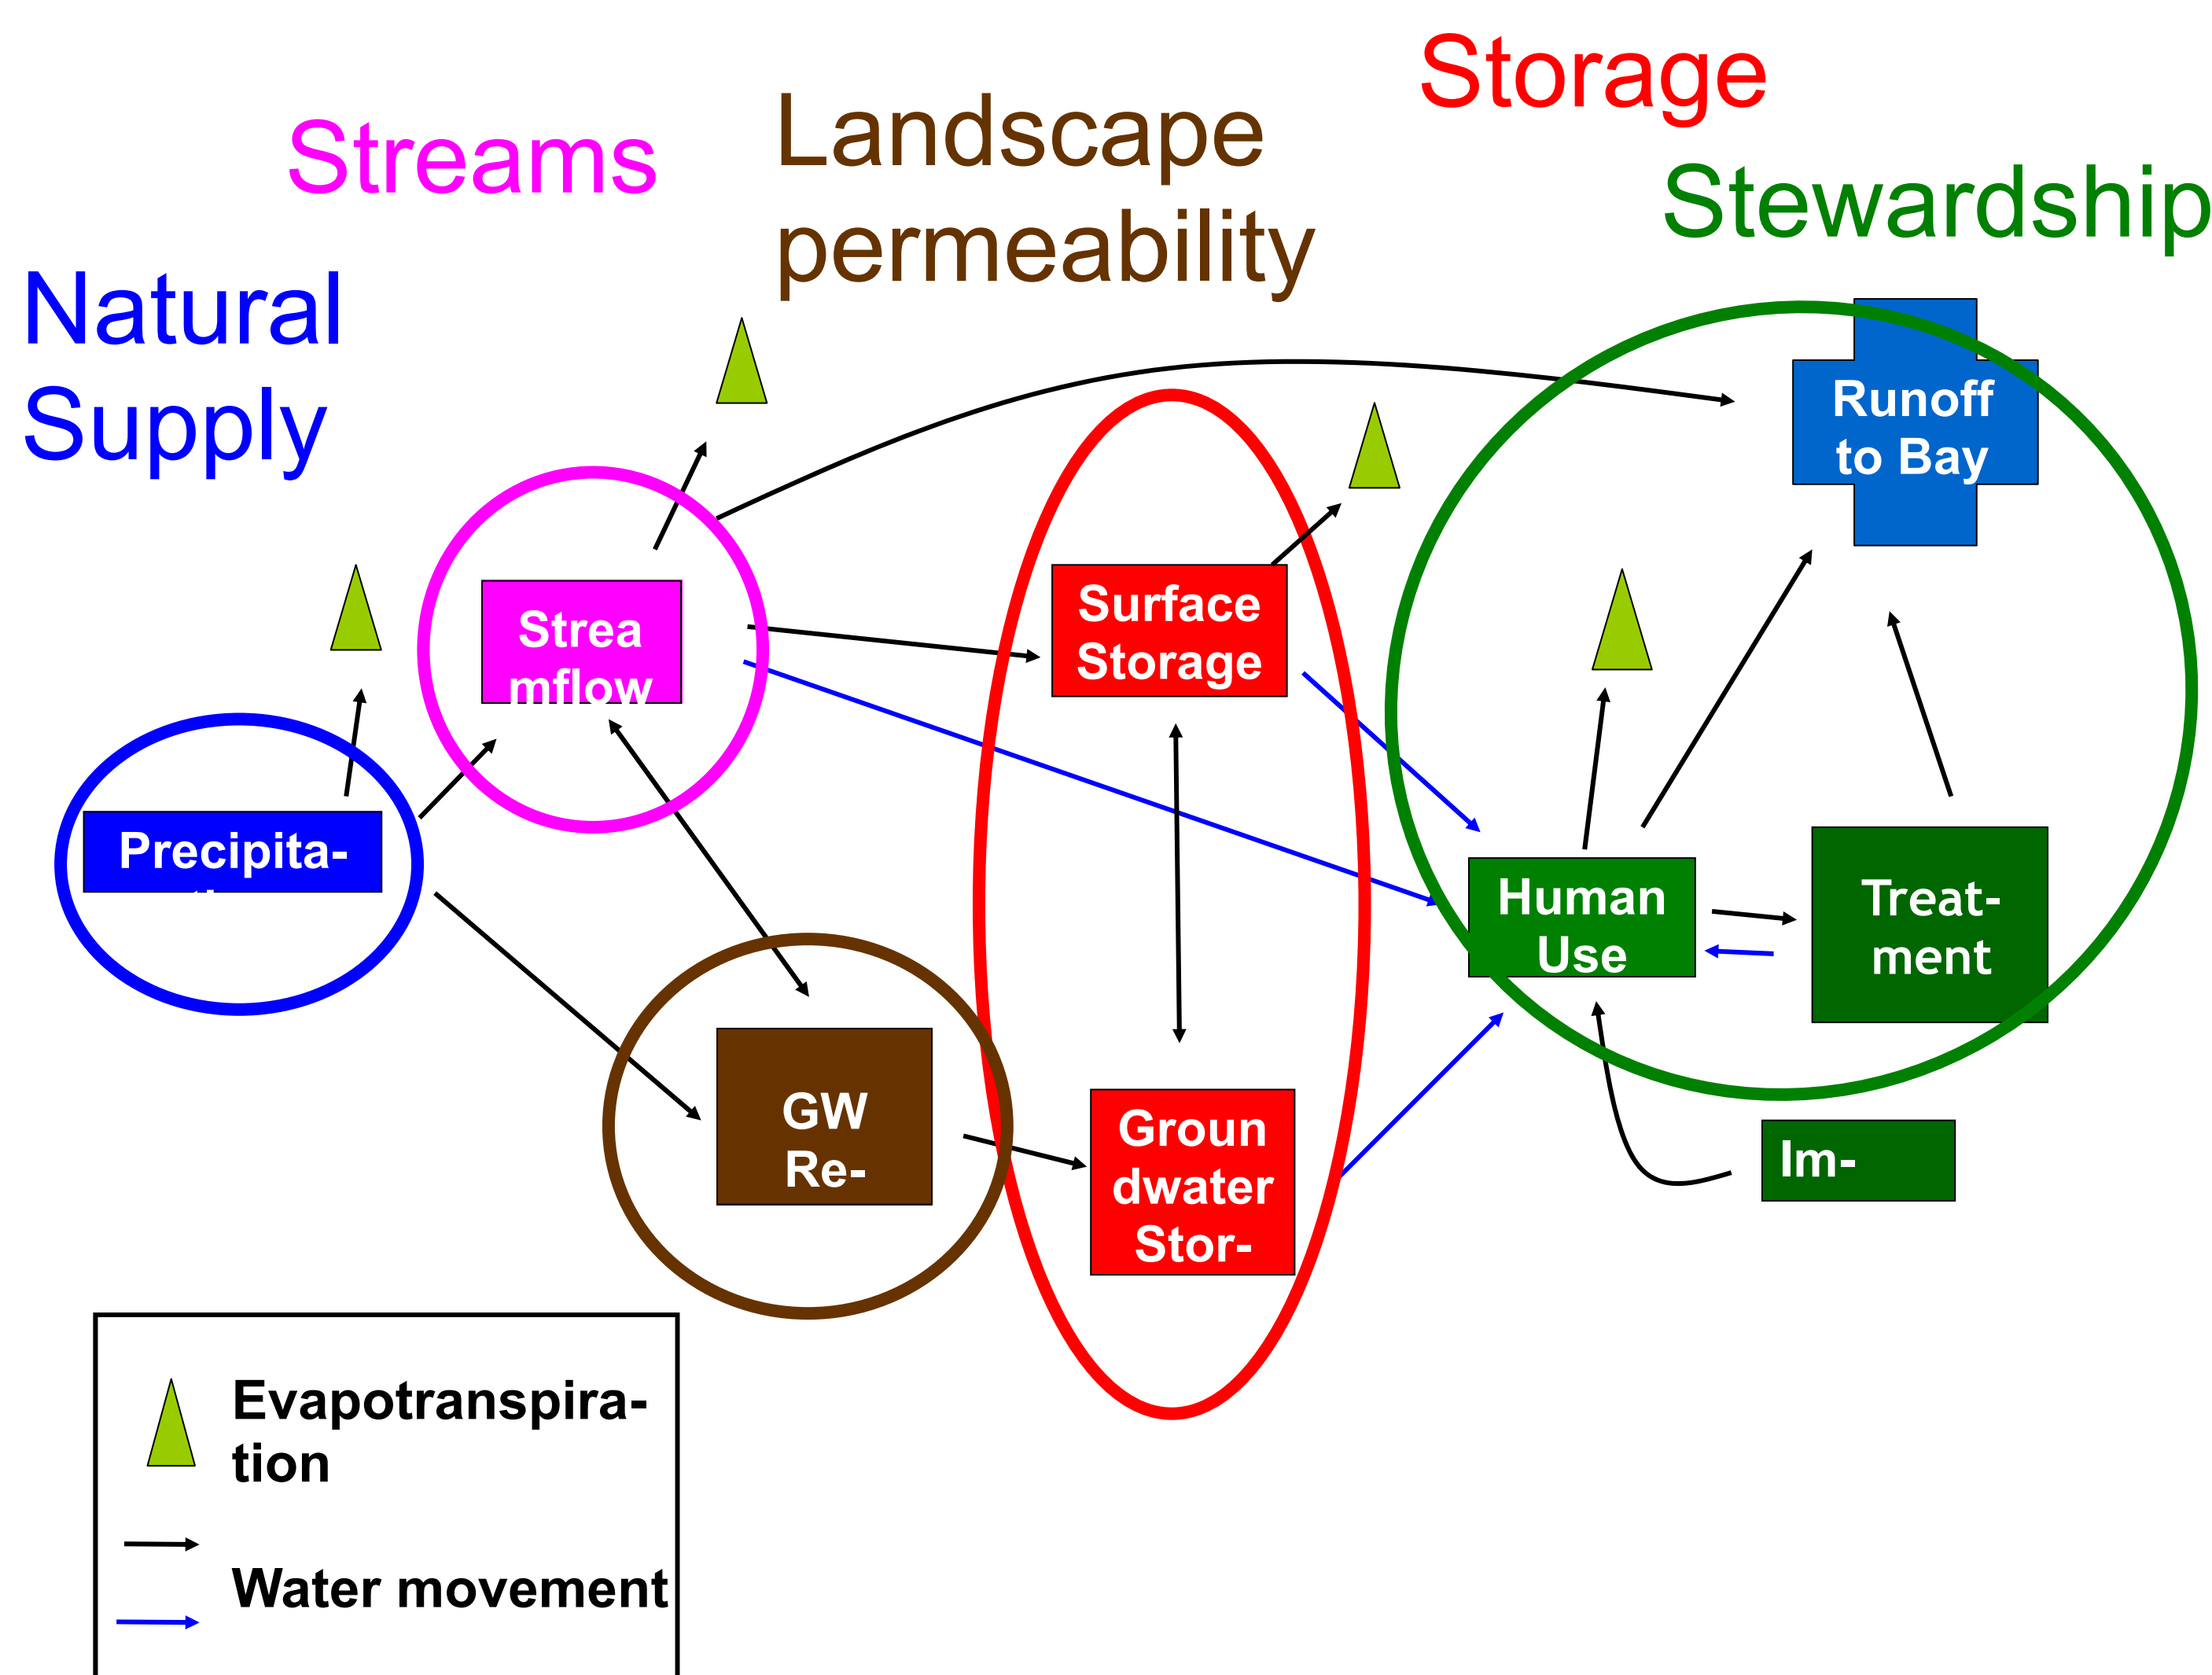 Storage
Streams
Landscape
permeability
Stewardship
Natural
Supply
Runoff
to Bay
Strea
mflow
Surface
Storage
Precipita-
Human
Use
Treat-
ment
GW
Re-
Groun
dwater
Stor-
Im-
Evapotranspira-
tion
Water movement